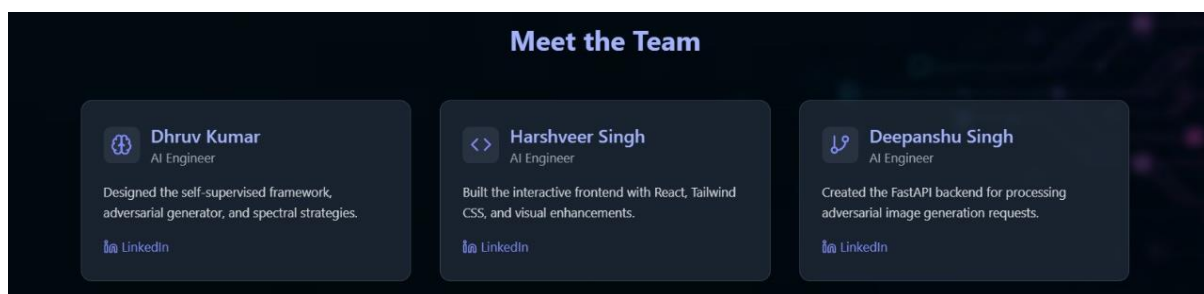 Meet the Team
Dhruv Kumar
AI Engineer
Designed the self-supervised framework,
adversarial generator, and spectral strategies.
LinkedIn
Harshveer Singh
AI Engineer
Built the interactive frontend with React, Tailwind
CSS, and visual enhancements.
LinkedIn
Deepanshu Singh
AI Engineer
Created the FastAPI backend for processing
adversarial image generation requests.
LinkedIn